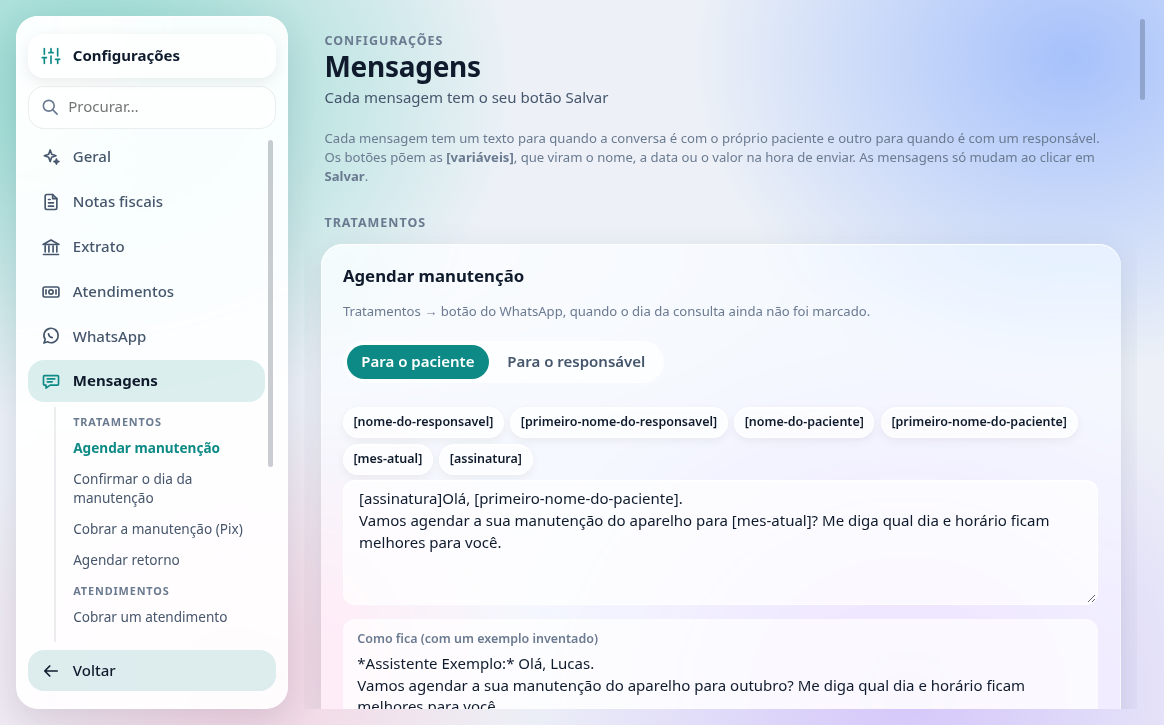 Configurações
Procurar...
Geral
Notas fiscais
Extrato
Atendimentos
WhatsApp
Mensagens
TRATAMENTOS
Agendar manutenção
Confirmar o dia da
manutenção
Cobrar a manutenção (Pix)
Agendar retorno
ATENDIMENTOS
Cobrar um atendimento
Voltar
CONFIGURAÇÕES
Mensagens
Cada mensagem tem o seu botão Salvar
Cada mensagem tem um texto para quando a conversa é com o próprio paciente e outro para quando é com um responsável.
Os botões põem as [variáveis], que viram o nome, a data ou o valor na hora de enviar. As mensagens só mudam ao clicar em
Salvar.
TRATAMENTOS
Agendar manutenção
Tratamentos → botão do WhatsApp, quando o dia da consulta ainda não foi marcado.
Para o paciente Para o responsável
[nome-do-responsavel] [primeiro-nome-do-responsavel] [nome-do-paciente] [primeiro-nome-do-paciente]
[mes-atual] [assinatura]
[assinatura]Olá, [primeiro-nome-do-paciente].
Vamos agendar a sua manutenção do aparelho para [mes-atual]? Me diga qual dia e horário ficam
melhores para você.
Como fica (com um exemplo inventado)
*Assistente Exemplo:* Olá, Lucas.
Vamos agendar a sua manutenção do aparelho para outubro? Me diga qual dia e horário ficam
melhores para você.